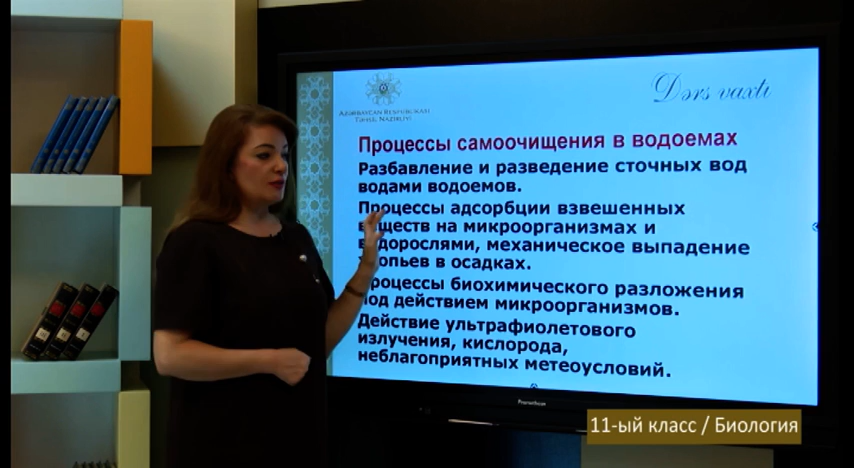 Dərs vaxtı
AZƏRBAYCAN RESPUBLİKASI
TƏHSİL NAZİRLİYİ
Процессы самоочищения в водоемах
Разбавление и разведение сточных вод
водами водоемов.
Процессы адсорбции взвешенных
на микроорганизмах и
механическое выпадение
в осадках.
Процессы биохимического разложения
под действием микроорганизмов.
Действие ультрафиолетового
излучения, кислорода,
неблагоприятных метеоусловий.
Promethean
11-ый класс / Биология